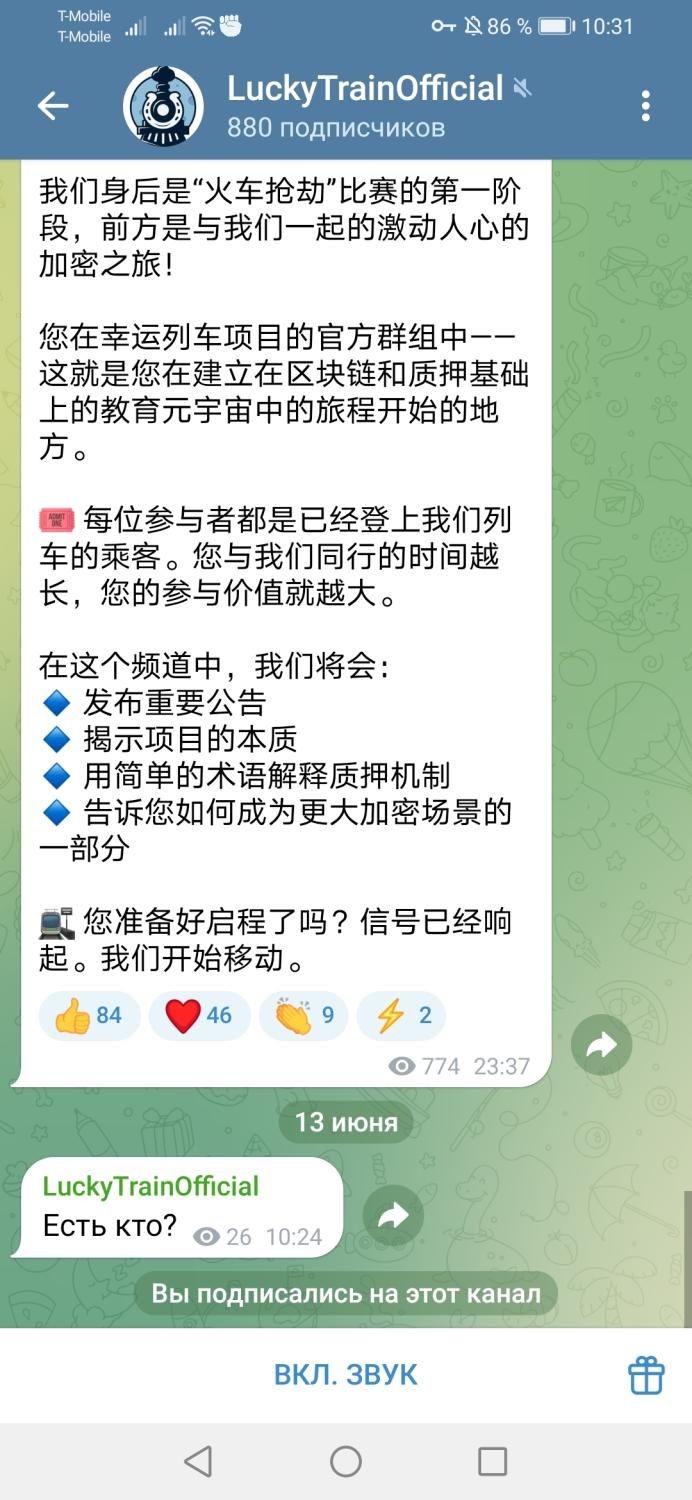 T-Mobile
T-Mobile
86 %
10:31
LuckyTrainOfficial
880 подписчиков
我们身后是“火车抢劫”比赛的第一阶
段，前方是与我们一起的激动人心的
加密之旅！
您在幸运列车项目的官方群组中——
这就是您在建立在区块链和质押基础
上的教育元宇宙中的旅程开始的地
方。
🎟 每位参与者都是已经登上我们列
车的乘客。您与我们同行的时间越
长，您的参与价值就越大。
在这个频道中，我们将会:
🔷 发布重要公告
🔷 揭示项目的本质
🔷 用简单的术语解释质押机制
🔷 告诉您如何成为更大加密场景的
一部分
🚉 您准备好启程了吗？信号已经响
起。我们开始移动。
👍 84 ❤️ 46 👏 9 ⚡ 2
774 23:37
13 июня
LuckyTrainOfficial
Есть кто? 26 10:24
Вы подписались на этот канал
ВКЛ. ЗВУК